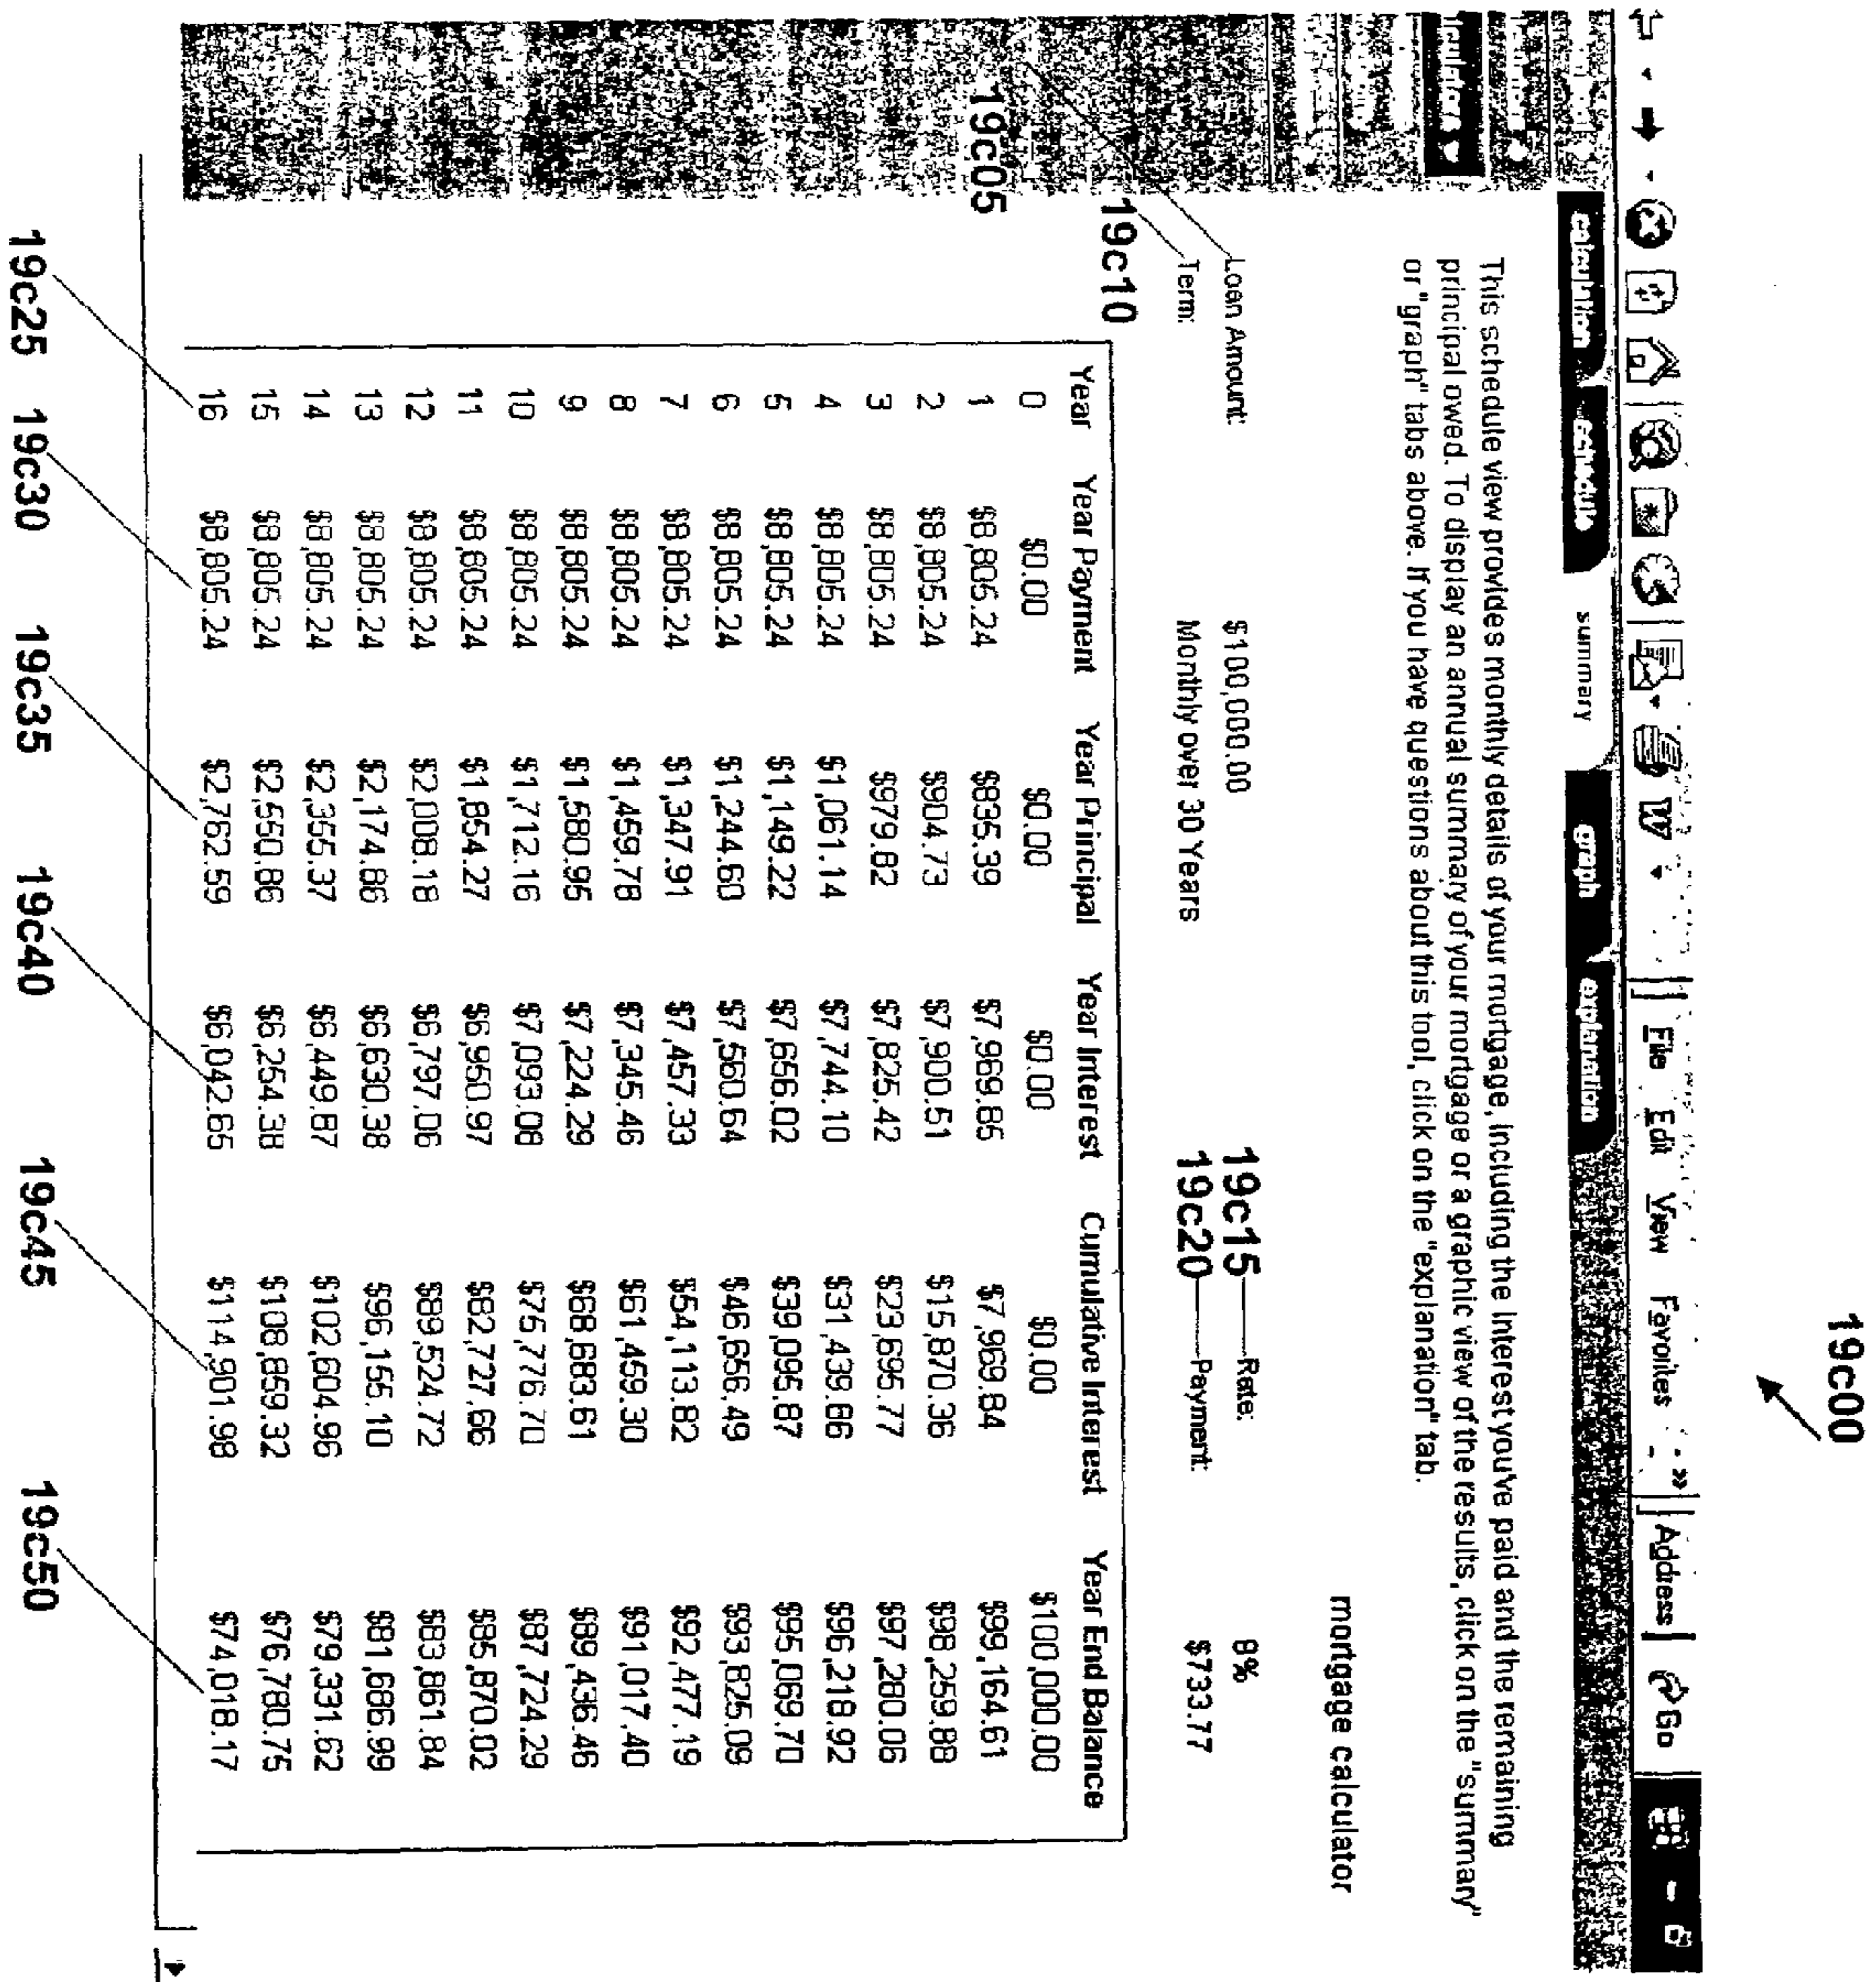 19c00
File Edit View Favorites » Address Go
calculation schedule summary graph explanation
mortgage calculator
This schedule view provides monthly details of your mortgage, including the interest you've paid and the remaining
principal owed. To display an annual summary of your mortgage or a graphic view of the results, click on the "summary"
or "graph" tabs above. If you have questions about this tool, click on the "explanation" tab.
Loan Amount: $100,000.00 19c15 Rate: 8%
Term: Monthly over 30 Years 19c20 Payment: $733.77
19c10
19c05
Year Year Payment Year Principal Year Interest Cumulative Interest Year End Balance
0 $0.00 $0.00 $0.00 $0.00 $100,000.00
1 $8,805.24 $835.39 $7,969.85 $7,969.84 $99,164.61
2 $8,805.24 $904.73 $7,900.51 $15,870.36 $98,259.88
3 $8,805.24 $979.82 $7,825.42 $23,695.77 $97,280.06
4 $8,805.24 $1,061.14 $7,744.10 $31,439.86 $96,218.92
5 $8,805.24 $1,149.22 $7,656.02 $39,095.87 $95,069.70
6 $8,805.24 $1,244.60 $7,560.64 $46,656.49 $93,825.09
7 $8,805.24 $1,347.91 $7,457.33 $54,113.82 $92,477.19
8 $8,805.24 $1,459.78 $7,345.46 $61,459.30 $91,017.40
9 $8,805.24 $1,580.95 $7,224.29 $68,683.61 $89,436.46
10 $8,805.24 $1,712.16 $7,093.08 $75,776.70 $87,724.29
11 $8,805.24 $1,854.27 $6,950.97 $82,727.66 $85,870.02
12 $8,805.24 $2,008.18 $6,797.06 $89,524.72 $83,861.84
13 $8,805.24 $2,174.86 $6,630.38 $96,155.10 $81,686.99
14 $8,805.24 $2,355.37 $6,449.87 $102,604.96 $79,331.62
15 $8,805.24 $2,550.86 $6,254.38 $108,859.32 $76,780.75
16 $8,805.24 $2,762.59 $6,042.65 $114,901.98 $74,018.17
19c25 19c30 19c35 19c40 19c45 19c50